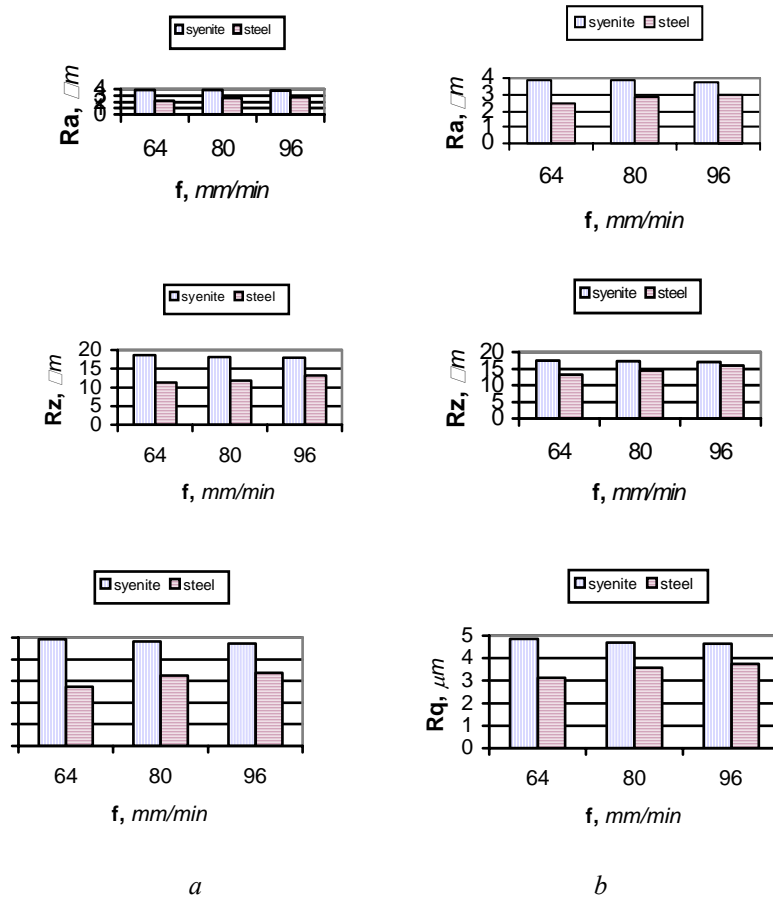 syenite steel
4
0
Ra, □m
64 80 96
f, mm/min
syenite steel
4
3
2
1
0
Ra, □m
64 80 96
f, mm/min
syenite steel
20
15
10
5
0
Rz, □m
64 80 96
f, mm/min
syenite steel
20
15
10
5
0
Rz, □m
64 80 96
f, mm/min
syenite steel
64 80 96
f, mm/min
syenite steel
5
4
3
2
1
0
Rq, μm
64 80 96
f, mm/min
a
b